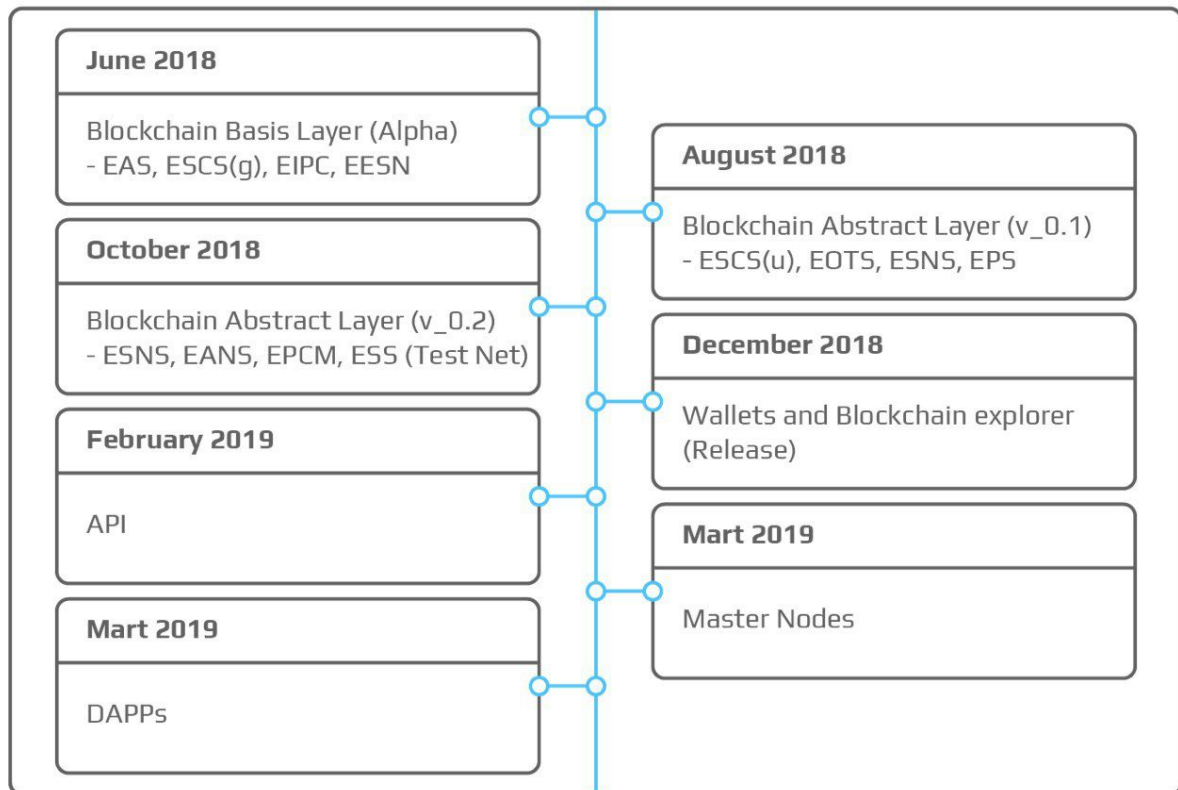 June 2018
Blockchain Basis Layer (Alpha)
- EAS, ESCS(g), EIPC, EESN
August 2018
Blockchain Abstract Layer (v_0.1)
- ESCS(u), EOTS, ESNS, EPS
October 2018
Blockchain Abstract Layer (v_0.2)
- ESNS, EANS, EPCM, ESS (Test Net)
December 2018
Wallets and Blockchain explorer
(Release)
February 2019
API
Mart 2019
Master Nodes
Mart 2019
DAPPs